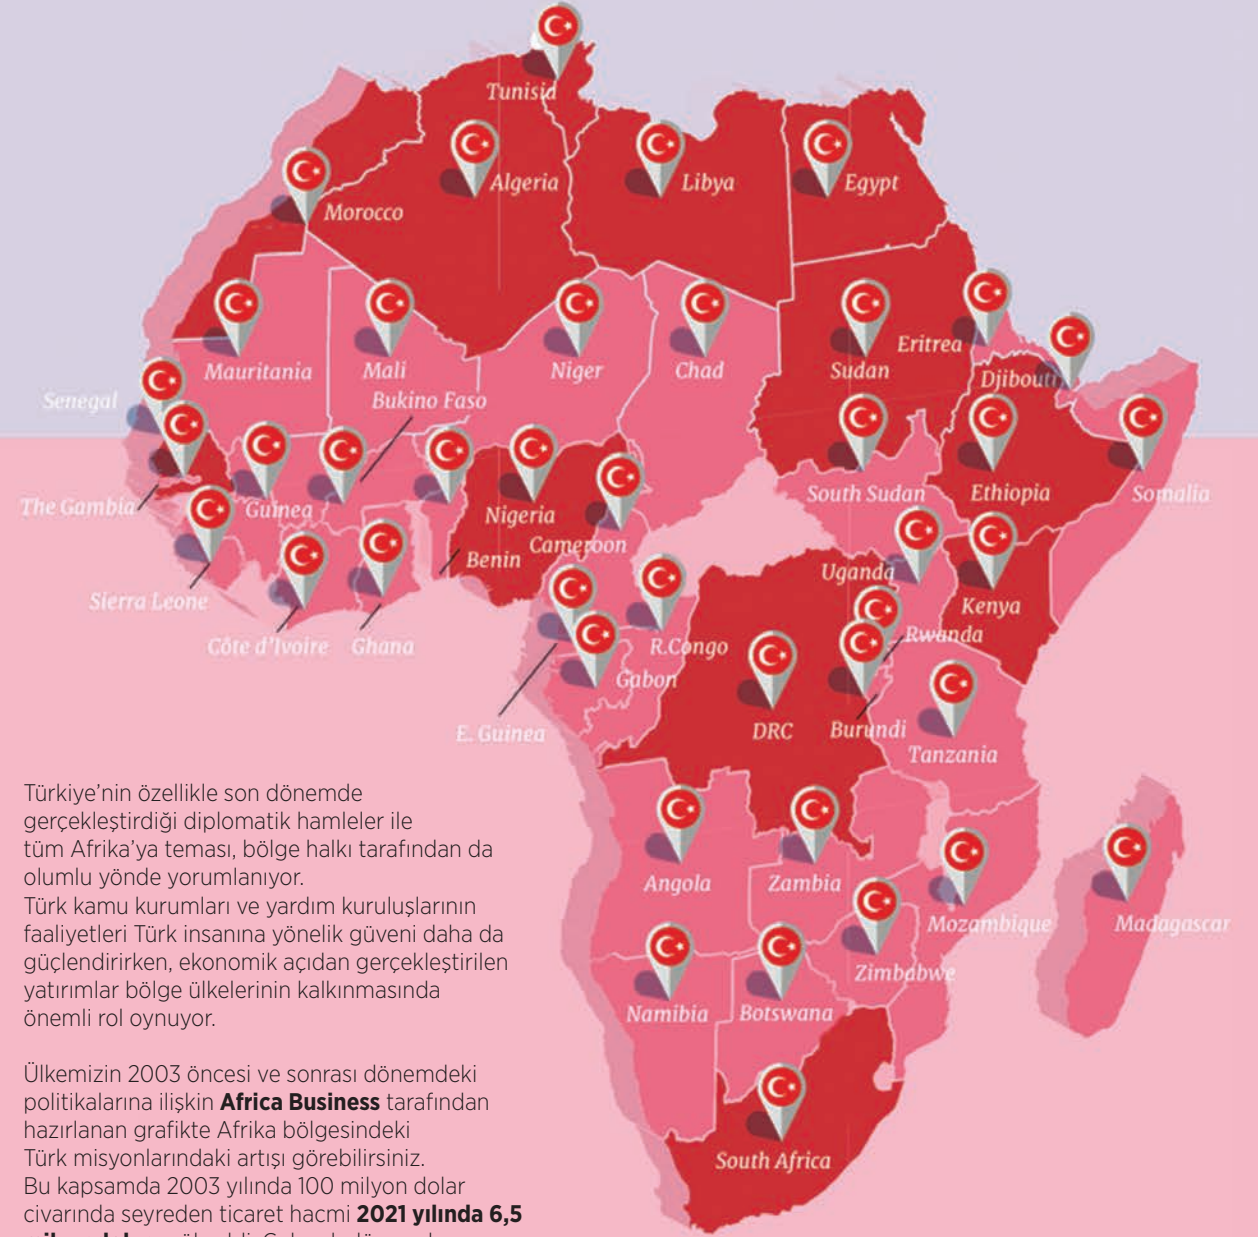 Tunisia
Algeria
Libya
Egypt
Morocco
Eritrea
Mauritania
Mali
Niger
Chad
Sudan
Djibouti
Senegal
Bukino Faso
The Gambia
Guinea
Nigeria
South Sudan
Ethiopia
Somalia
Benin
Cameroon
Uganda
Sierra Leone
Kenya
Côte d'Ivoire
Ghana
R.Congo
Rwanda
Gabon
E. Guinea
DRC
Burundi
Tanzania
Angola
Zambia
Mozambique
Madagascar
Zimbabwe
Namibia
Botswana
South Africa
Türkiye'nin özellikle son dönemde
gerçekleştirdiği diplomatik hamleler ile
tüm Afrika'ya teması, bölge halkı tarafından da
olumlu yönde yorumlanıyor.
Türk kamu kurumları ve yardım kuruluşlarının
faaliyetleri Türk insanına yönelik güveni daha da
güçlendirirken, ekonomik açıdan gerçekleştirilen
yatırımlar bölge ülkelerinin kalkınmasında
önemli rol oynuyor.
Ülkemizin 2003 öncesi ve sonrası dönemdeki
politikalarına ilişkin Africa Business tarafından
hazırlanan grafikte Afrika bölgesindeki
Türk misyonlarındaki artışı görebilirsiniz.
Bu kapsamda 2003 yılında 100 milyon dolar
civarında seyreden ticaret hacmi 2021 yılında 6,5